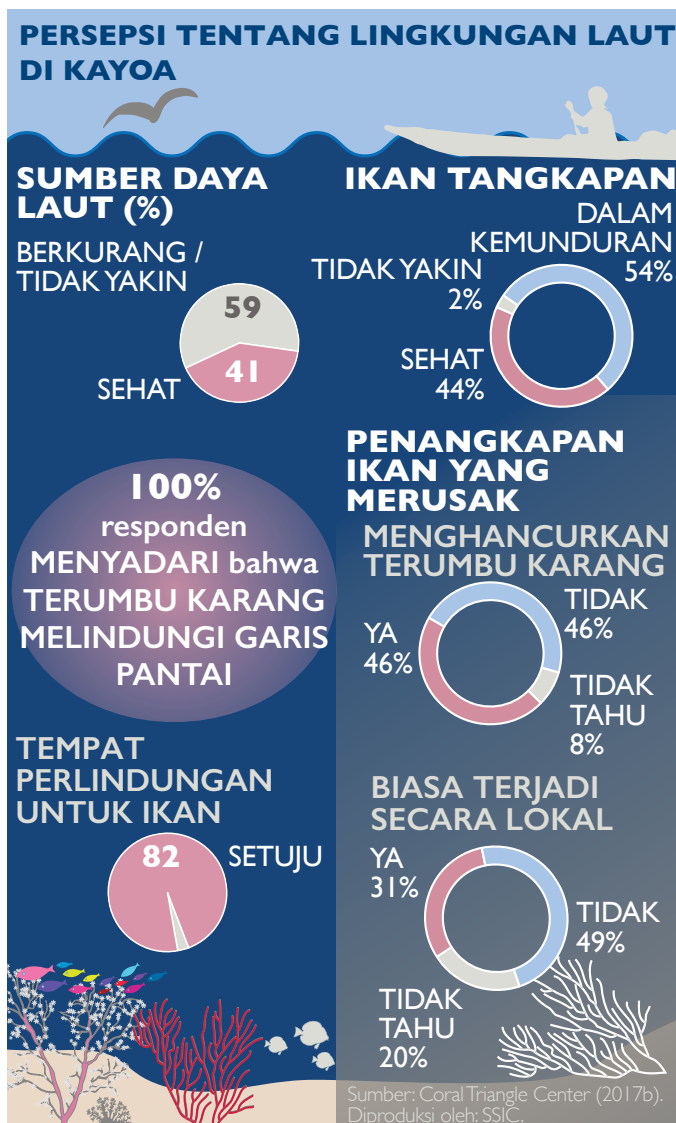 PERSEPSI TENTANG LINGKUNGAN LAUT
DI KAYOA
SUMBER DAYA
LAUT (%)
BERKURANG /
TIDAK YAKIN
59
SEHAT
41
IKAN TANGKAPAN
DALAM
KEMUNDURAN
54%
TIDAK YAKIN
2%
SEHAT
44%
100%
responden
MENYADARI bahwa
TERUMBU KARANG
MELINDUNGI GARIS
PANTAI
PENANGKAPAN
IKAN YANG
MERUSAK
MENGHANCURKAN
TERUMBU KARANG
TIDAK
46%
YA
46%
TIDAK
TAHU
8%
TEMPAT
PERLINDUNGAN
UNTUK IKAN
82
SETUJU
BIASA TERJADI
SECARA LOKAL
YA
31%
TIDAK
49%
TIDAK
TAHU
20%
Sumber: Coral Triangle Center (2017b).
Diproduksi oleh: SSIC.